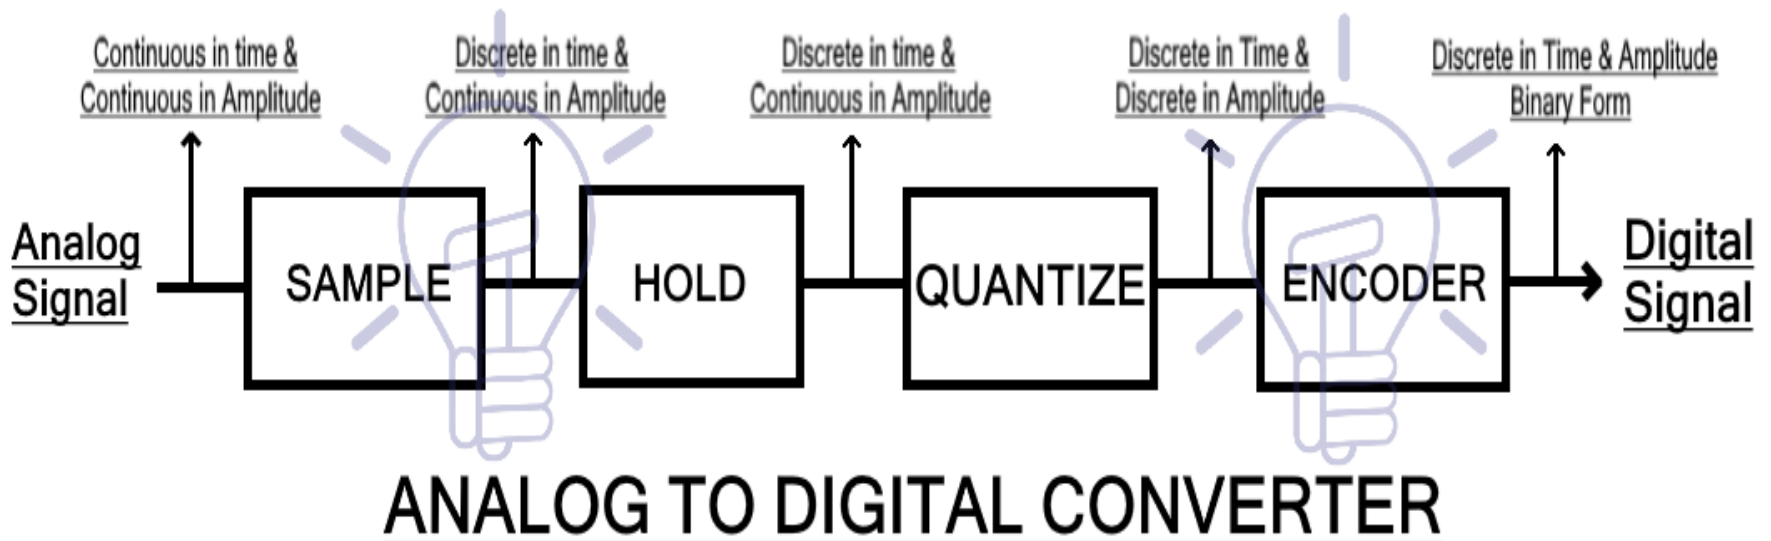 Continuous in time &
Continuous in Amplitude
Discrete in time &
Continuous in Amplitude
Discrete in time &
Continuous in Amplitude
Discrete in Time &
Discrete in Amplitude
Discrete in Time & Amplitude
Binary Form
Analog
Signal
SAMPLE
HOLD
QUANTIZE
ENCODER
Digital
Signal
ANALOG TO DIGITAL CONVERTER